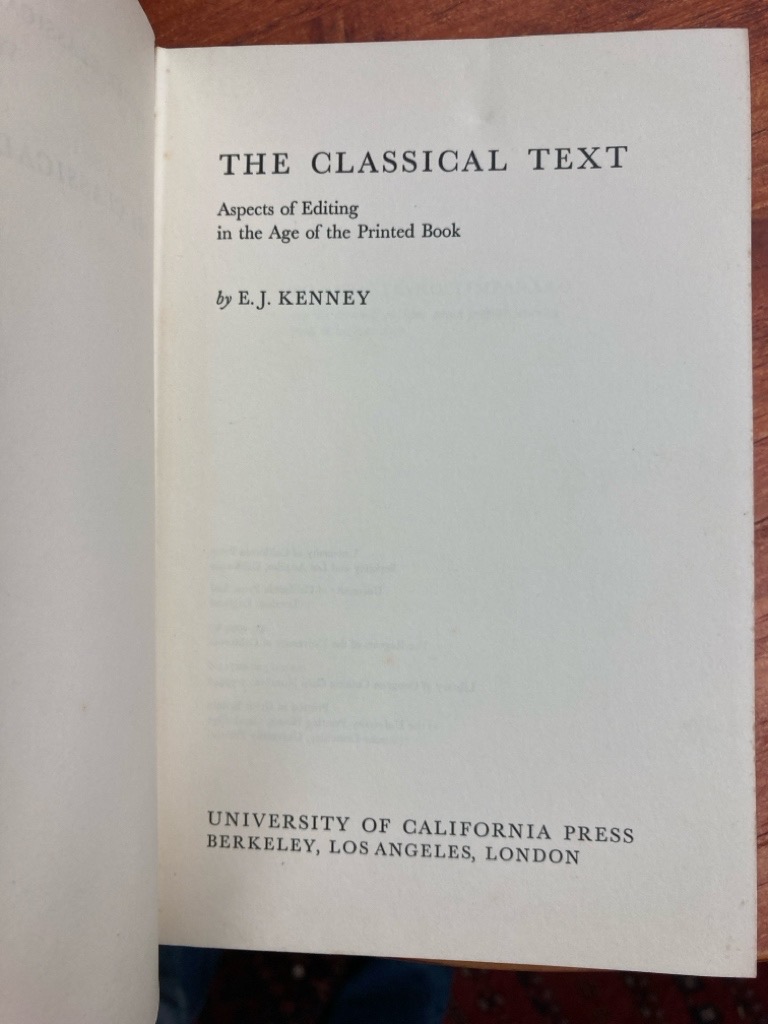 THE CLASSICAL TEXT
Aspects of Editing
in the Age of the Printed Book
by E. J. KENNEY
UNIVERSITY OF CALIFORNIA PRESS
BERKELEY, LOS ANGELES, LONDON